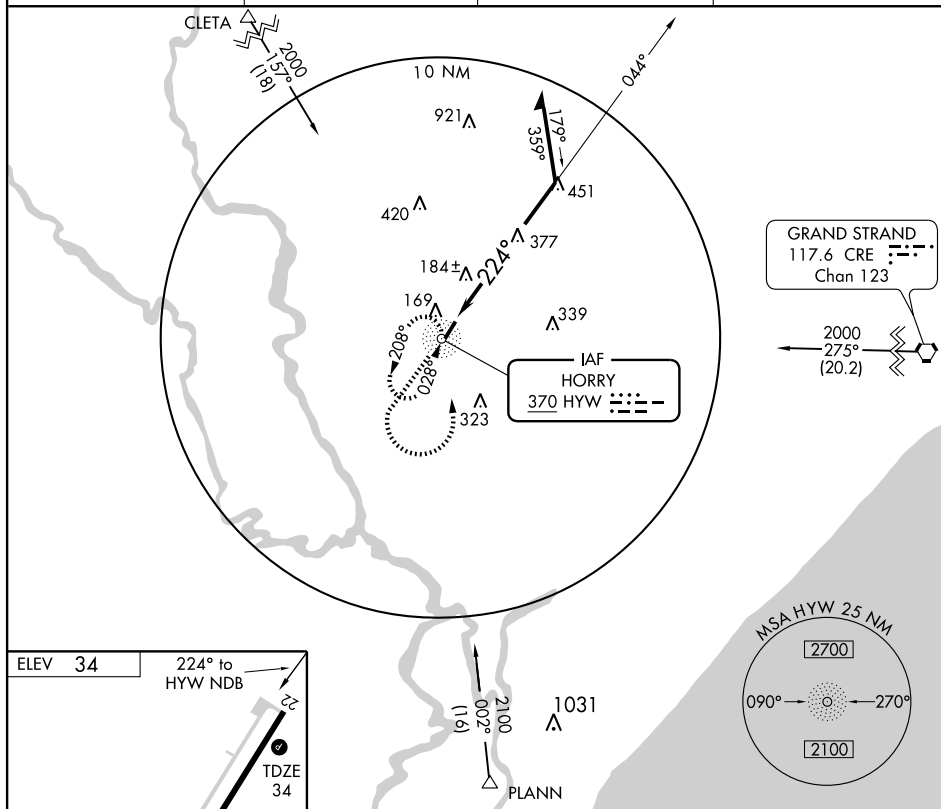 CLETA
2000
157°
(18)
10 NM
921
179°
359°
044°
451
420
377
224°
184±
169
339
208°
028°
323
IAF
HORRY
370 HYW
GRAND STRAND
117.6 CRE
Chan 123
2000
275°
(20.2)
MSA HYW 25 NM
2700
090°
270°
2100
ELEV 34
224° to
HYW NDB
22
P
TDZE
34
2100
002°
(16)
1031
PLANN